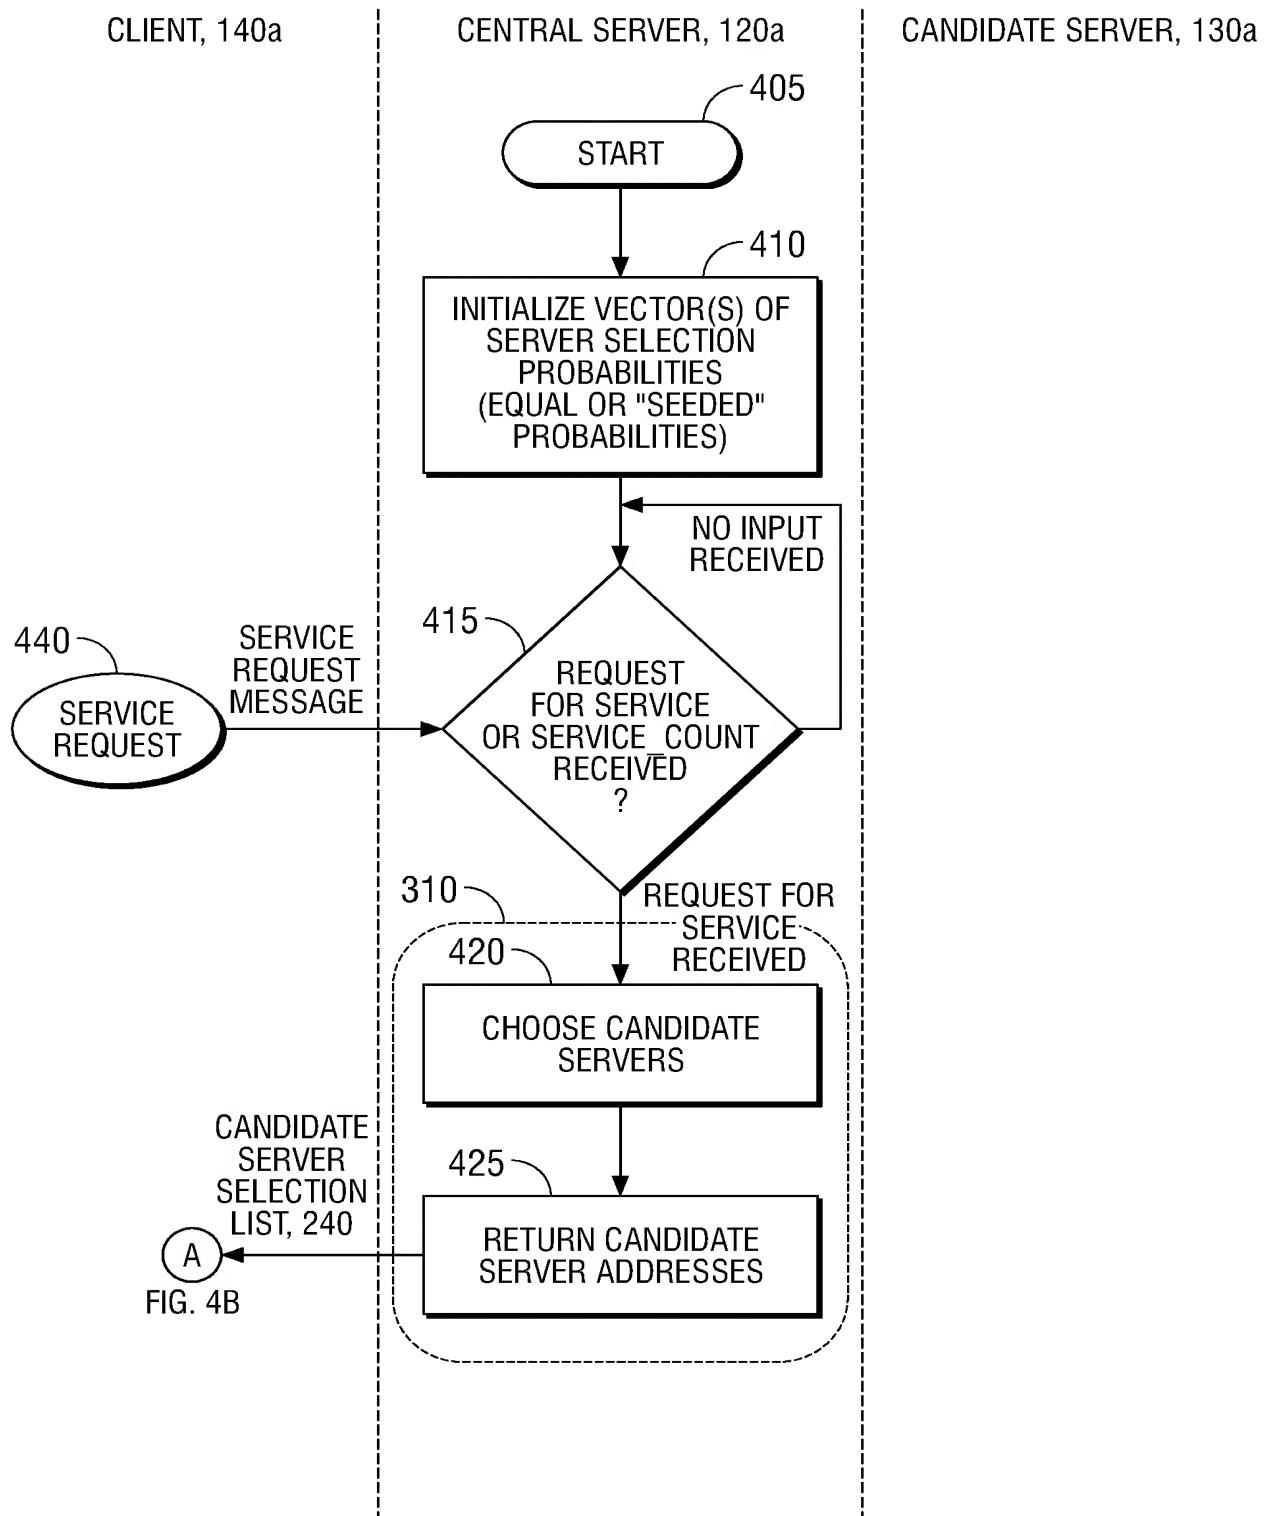 CLIENT, 140a
CENTRAL SERVER, 120a
CANDIDATE SERVER, 130a
405
START
410
INITIALIZE VECTOR(S) OF
SERVER SELECTION
PROBABILITIES
(EQUAL OR "SEEDED"
PROBABILITIES)
NO INPUT
RECEIVED
415
440
SERVICE
REQUEST
MESSAGE
SERVICE
REQUEST
REQUEST
FOR SERVICE
OR SERVICE_COUNT
RECEIVED
?
310
REQUEST FOR
SERVICE
RECEIVED
420
CHOOSE CANDIDATE
SERVERS
CANDIDATE
SERVER
SELECTION
LIST, 240
425
RETURN CANDIDATE
SERVER ADDRESSES
A
FIG. 4B